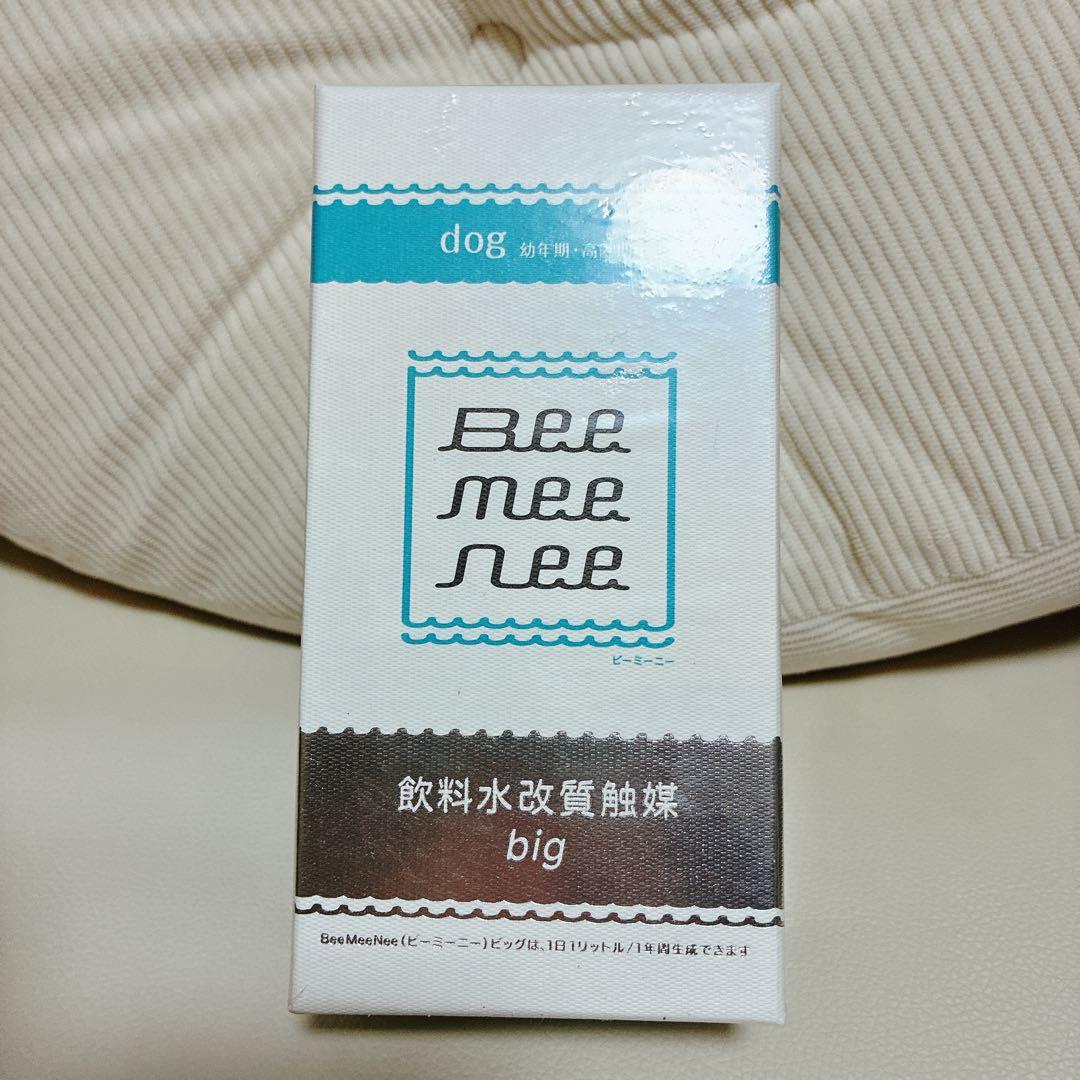 dog 幼年期・高
Bee
mee
nee
ビーミーニー
飲料水改質触媒
big
BeeMeeNee(ビーミーニー)ビッグは、1日1リットル/1年間生成できます